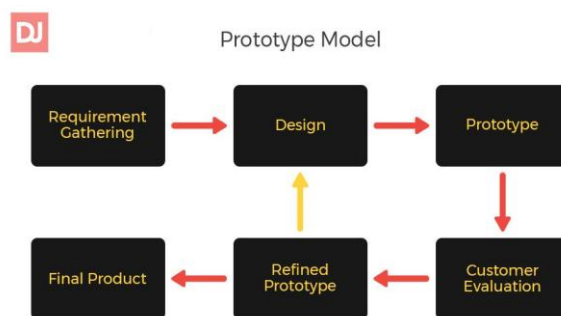 DJ
Prototype Model
Requirement
Gathering
Design
Prototype
Final Product
Refined
Prototype
Customer
Evaluation